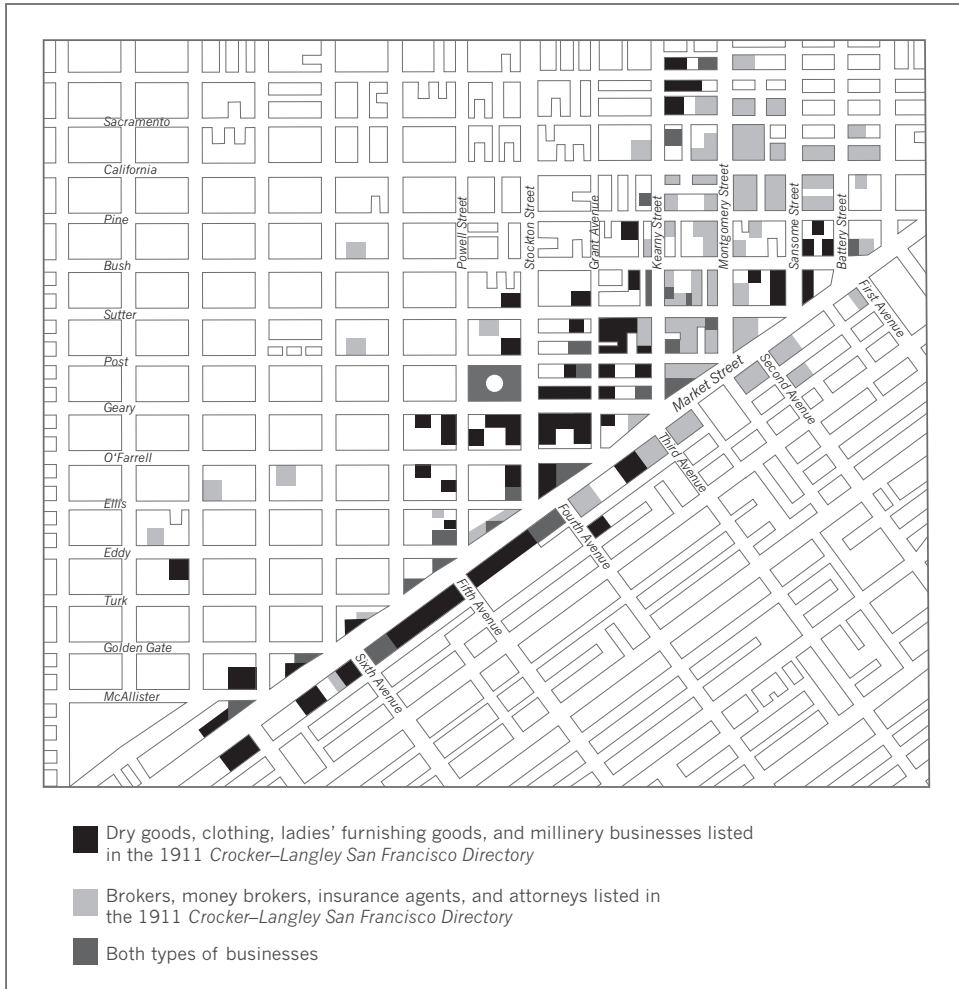 Sacramento
California
Pine
Bush
Sutter
Post
Geary
O'Farrell
Ellis
Eddy
Turk
Golden Gate
McAllister
Powell Street
Stockton Street
Grant Avenue
Kearny Street
Montgomery Street
Sansome Street
Battery Street
Market Street
First Avenue
Second Avenue
Third Avenue
Fourth Avenue
Fifth Avenue
Sixth Avenue
Dry goods, clothing, ladies' furnishing goods, and millinery businesses listed
in the 1911 Crocker–Langley San Francisco Directory
Brokers, money brokers, insurance agents, and attorneys listed in
the 1911 Crocker–Langley San Francisco Directory
Both types of businesses